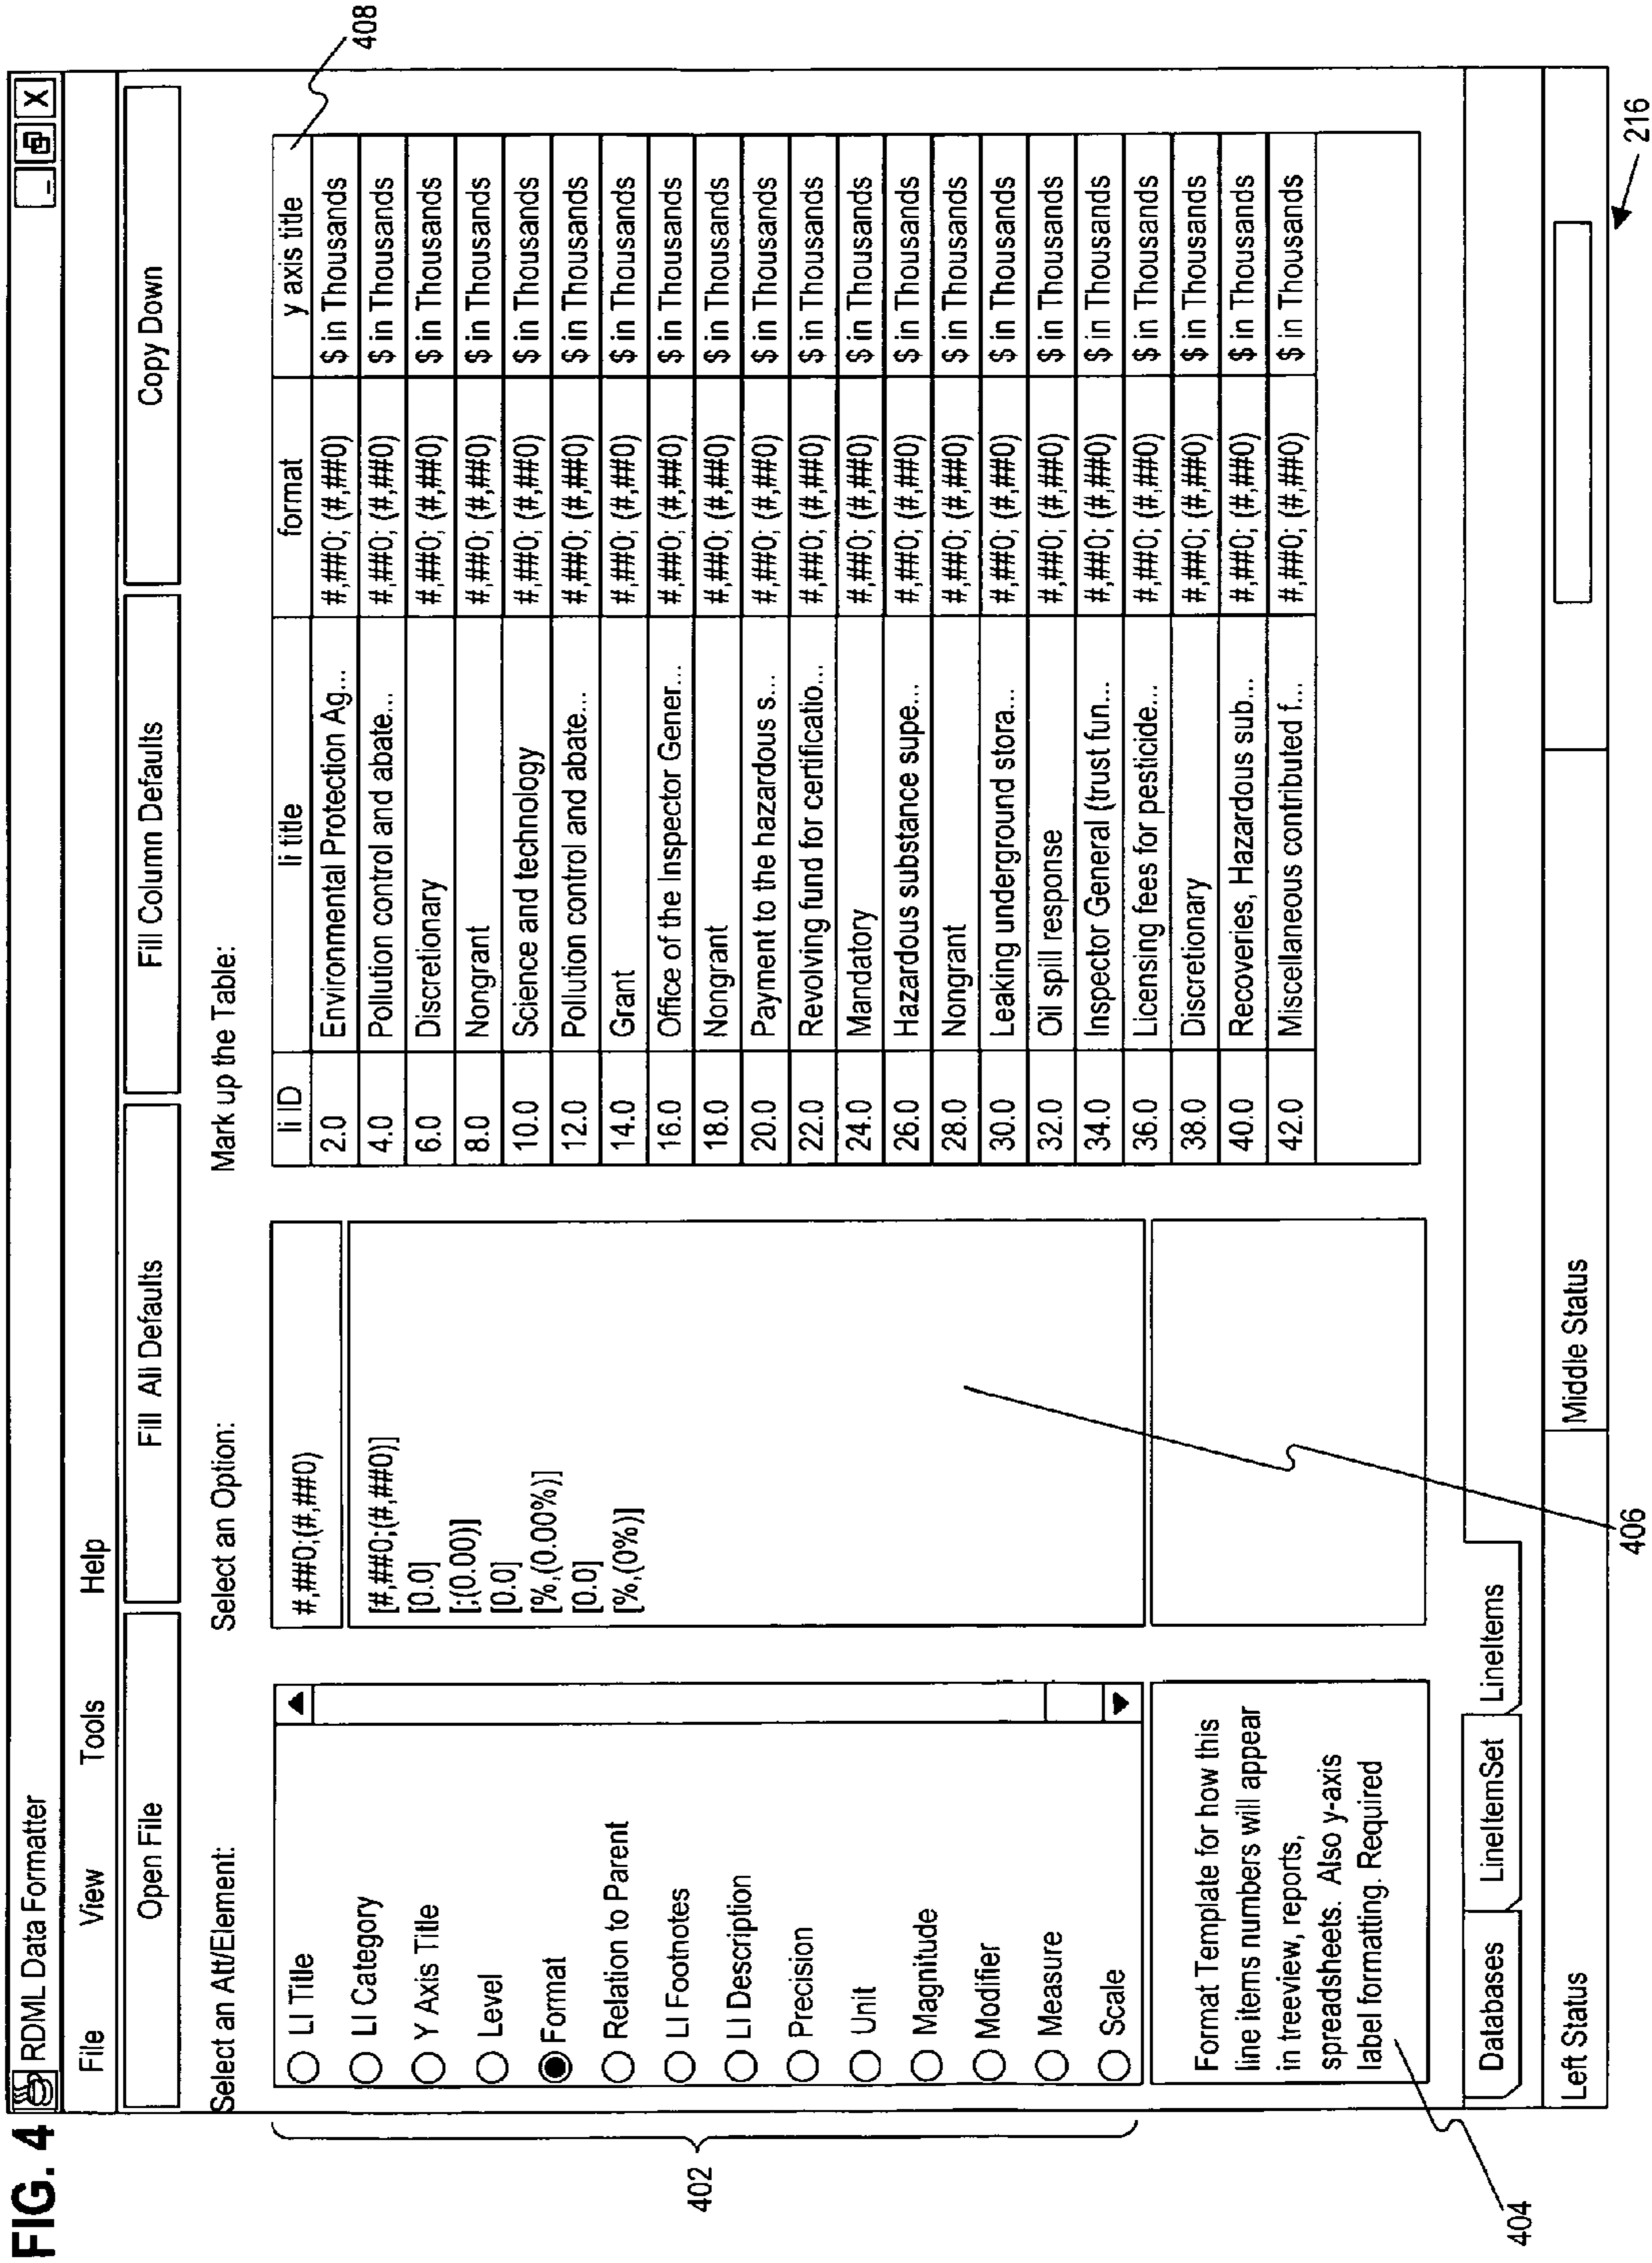 FIG. 4
RDML Data Formatter
_ X
File View Tools Help
Open File Fill All Defaults Fill Column Defaults Copy Down
Select an Att/Element:
LI Title
LI Category
Y Axis Title
Level
Format
Relation to Parent
LI Footnotes
LI Description
Precision
Unit
Magnitude
Modifier
Measure
Scale
402
Format Template for how this
line items numbers will appear
in treeview, reports,
spreadsheets. Also y-axis
label formatting. Required
404
Select an Option:
#,##0;(#,##0)
[#,##0;(#,##0)]
[0.0]
[;(0.00)]
[0.0]
[%,(0.00%)]
[0.0]
[%,(0%)]
406
Mark up the Table:
li ID li title format y axis title
2.0 Environmental Protection Ag... #,##0; (#,##0) $ in Thousands
4.0 Pollution control and abate... #,##0; (#,##0) $ in Thousands
6.0 Discretionary #,##0; (#,##0) $ in Thousands
8.0 Nongrant #,##0; (#,##0) $ in Thousands
10.0 Science and technology #,##0; (#,##0) $ in Thousands
12.0 Pollution control and abate... #,##0; (#,##0) $ in Thousands
14.0 Grant #,##0; (#,##0) $ in Thousands
16.0 Office of the Inspector Gener... #,##0; (#,##0) $ in Thousands
18.0 Nongrant #,##0; (#,##0) $ in Thousands
20.0 Payment to the hazardous s... #,##0; (#,##0) $ in Thousands
22.0 Revolving fund for certificatio... #,##0; (#,##0) $ in Thousands
24.0 Mandatory #,##0; (#,##0) $ in Thousands
26.0 Hazardous substance supe... #,##0; (#,##0) $ in Thousands
28.0 Nongrant #,##0; (#,##0) $ in Thousands
30.0 Leaking underground stora... #,##0; (#,##0) $ in Thousands
32.0 Oil spill response #,##0; (#,##0) $ in Thousands
34.0 Inspector General (trust fun... #,##0; (#,##0) $ in Thousands
36.0 Licensing fees for pesticide... #,##0; (#,##0) $ in Thousands
38.0 Discretionary #,##0; (#,##0) $ in Thousands
40.0 Recoveries, Hazardous sub... #,##0; (#,##0) $ in Thousands
42.0 Miscellaneous contributed f... #,##0; (#,##0) $ in Thousands
408
Databases LineItemSet LineItems
Left Status Middle Status
216